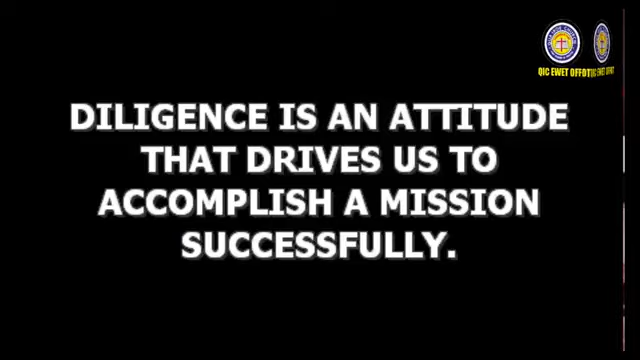 QIC EWET OFFOT
DILIGENCE IS AN ATTITUDE
THAT DRIVES US TO
ACCOMPLISH A MISSION
SUCCESSFULLY.